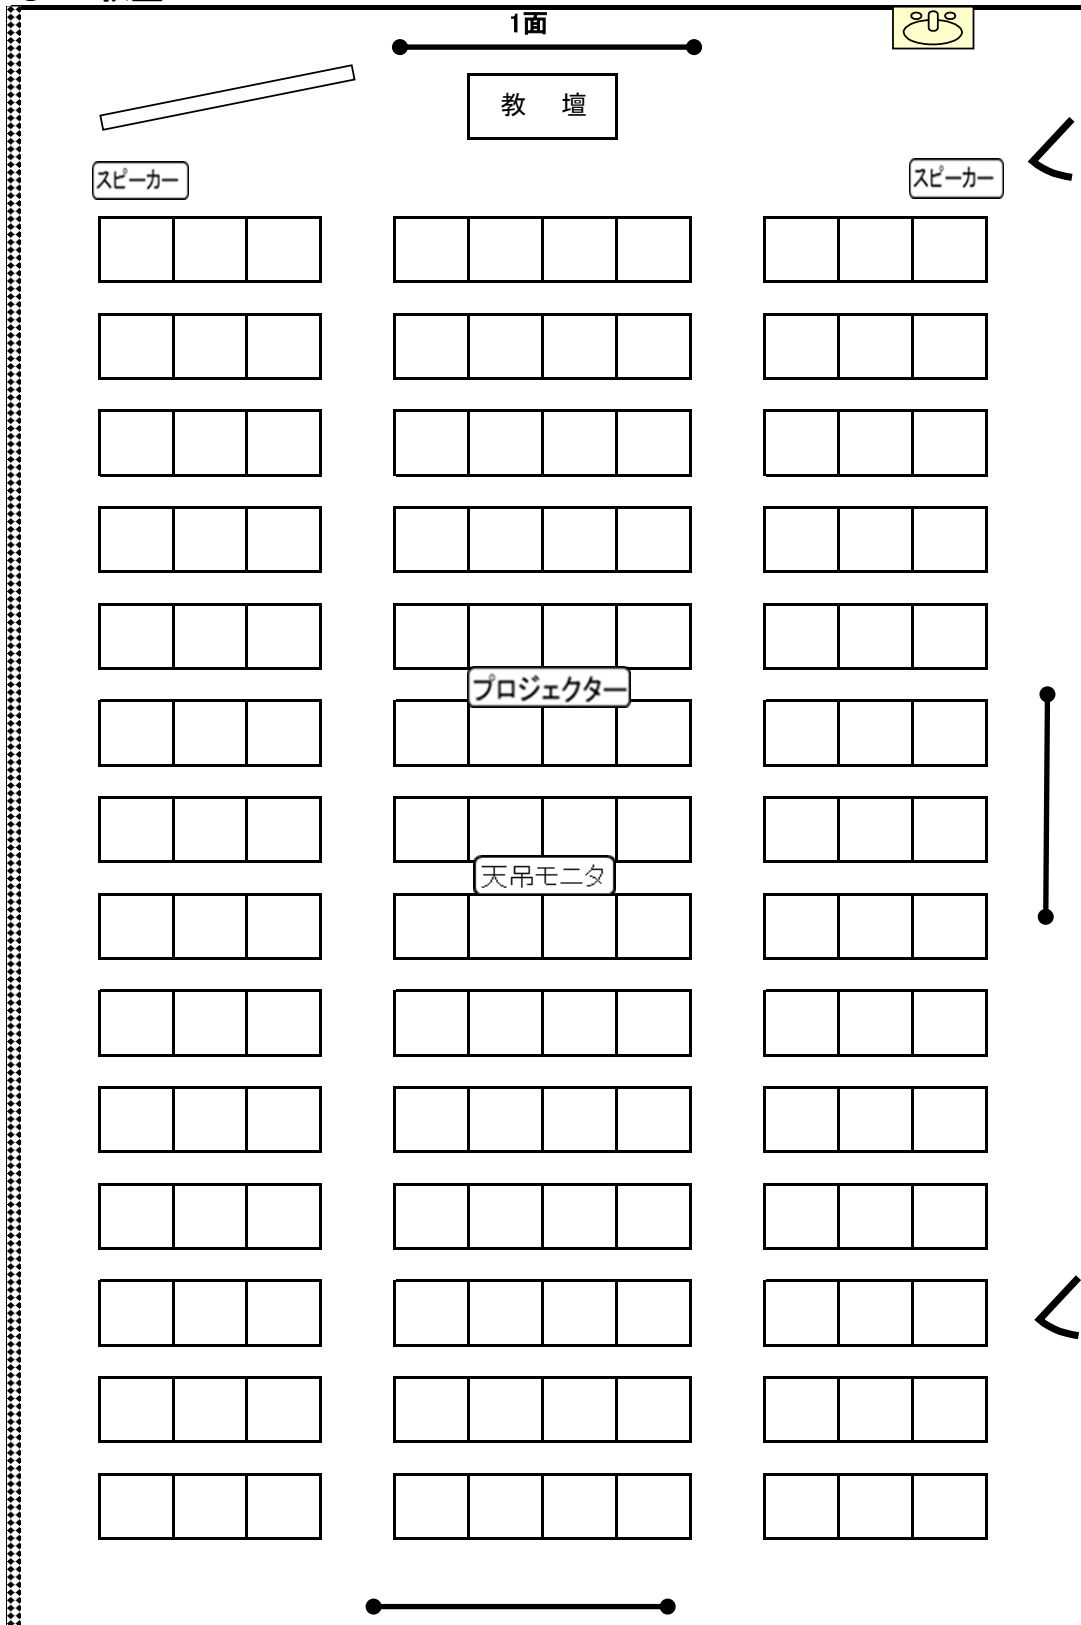 1面
教　壇
スピーカー
スピーカー
プロジェクター
天吊モニタ